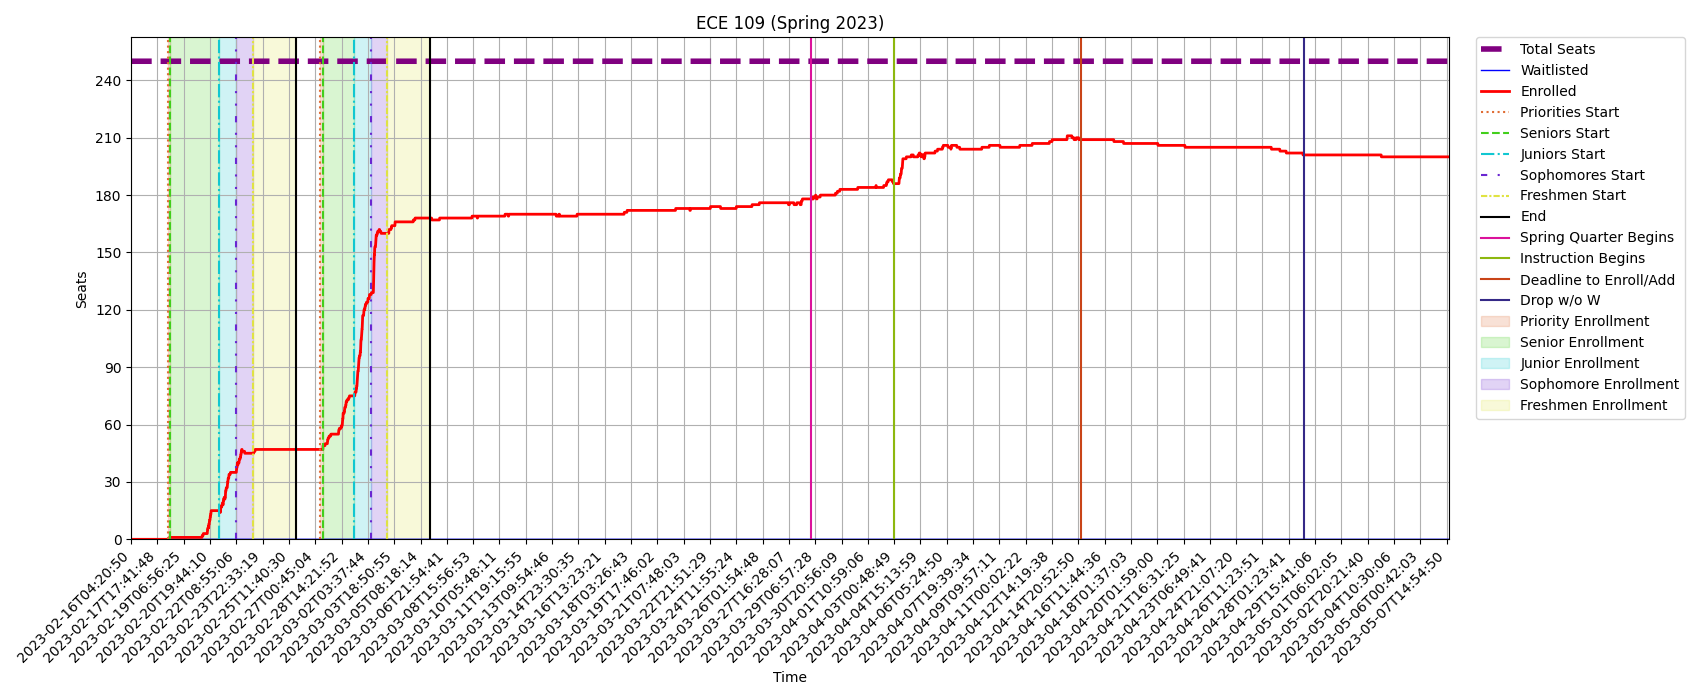 ECE 109 (Spring 2023)
Seats
240
210
180
150
120
90
60
30
0
2023-02-16T04:20:50
2023-02-17T17:41:48
2023-02-19T06:56:25
2023-02-20T19:44:10
2023-02-22T08:55:06
2023-02-23T22:33:19
2023-02-25T11:40:30
2023-02-27T00:45:04
2023-02-28T14:21:52
2023-03-02T03:37:44
2023-03-03T18:50:55
2023-03-05T08:18:14
2023-03-06T21:54:41
2023-03-08T15:56:53
2023-03-10T05:48:11
2023-03-11T19:15:55
2023-03-13T09:54:46
2023-03-14T23:30:35
2023-03-16T13:23:21
2023-03-18T03:26:43
2023-03-19T17:46:02
2023-03-21T07:48:03
2023-03-22T21:51:29
2023-03-24T11:55:24
2023-03-26T01:54:48
2023-03-27T16:28:07
2023-03-29T06:57:28
2023-03-30T20:56:09
2023-04-01T10:59:06
2023-04-03T00:48:49
2023-04-04T15:13:59
2023-04-06T05:24:50
2023-04-07T19:39:34
2023-04-09T09:57:11
2023-04-11T00:02:22
2023-04-12T14:19:38
2023-04-14T20:52:50
2023-04-16T11:44:36
2023-04-18T01:37:03
2023-04-20T01:59:00
2023-04-21T16:31:25
2023-04-23T06:49:41
2023-04-24T21:07:20
2023-04-26T11:23:51
2023-04-28T01:23:41
2023-04-29T15:41:06
2023-05-01T06:02:05
2023-05-02T20:21:40
2023-05-04T10:30:06
2023-05-06T00:42:03
2023-05-07T14:54:50
Time
Total Seats
Waitlisted
Enrolled
Priorities Start
Seniors Start
Juniors Start
Sophomores Start
Freshmen Start
End
Spring Quarter Begins
Instruction Begins
Deadline to Enroll/Add
Drop w/o W
Priority Enrollment
Senior Enrollment
Junior Enrollment
Sophomore Enrollment
Freshmen Enrollment